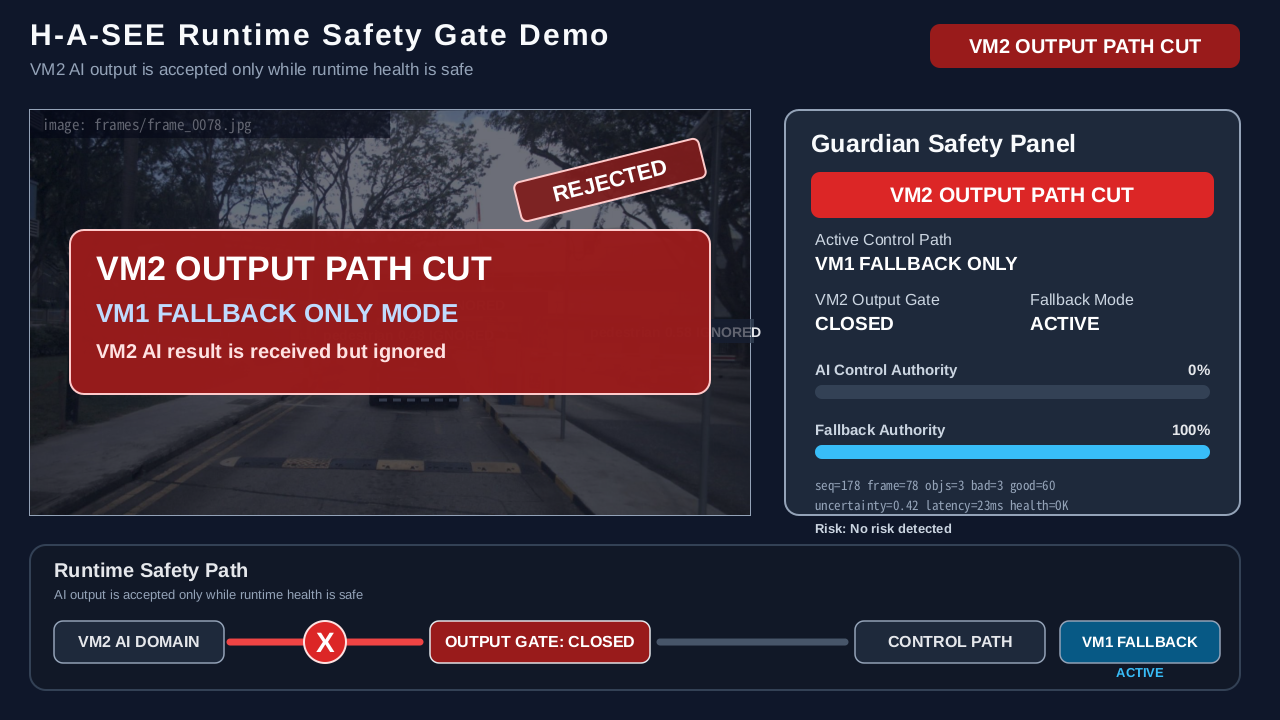 H-A-SEE Runtime Safety Gate Demo
VM2 AI output is accepted only while runtime health is safe
VM2 OUTPUT PATH CUT
image: frames/frame_0078.jpg
REJECTED
VM2 OUTPUT PATH CUT
VM1 FALLBACK ONLY MODE
VM2 AI result is received but ignored
Guardian Safety Panel
VM2 OUTPUT PATH CUT
Active Control Path
VM1 FALLBACK ONLY
VM2 Output Gate
CLOSED
Fallback Mode
ACTIVE
AI Control Authority
0%
Fallback Authority
100%
seq=178 frame=78 objs=3 bad=3 good=60
uncertainty=0.42 latency=23ms health=OK
Risk: No risk detected
Runtime Safety Path
AI output is accepted only while runtime health is safe
VM2 AI DOMAIN
X
OUTPUT GATE: CLOSED
CONTROL PATH
VM1 FALLBACK
ACTIVE